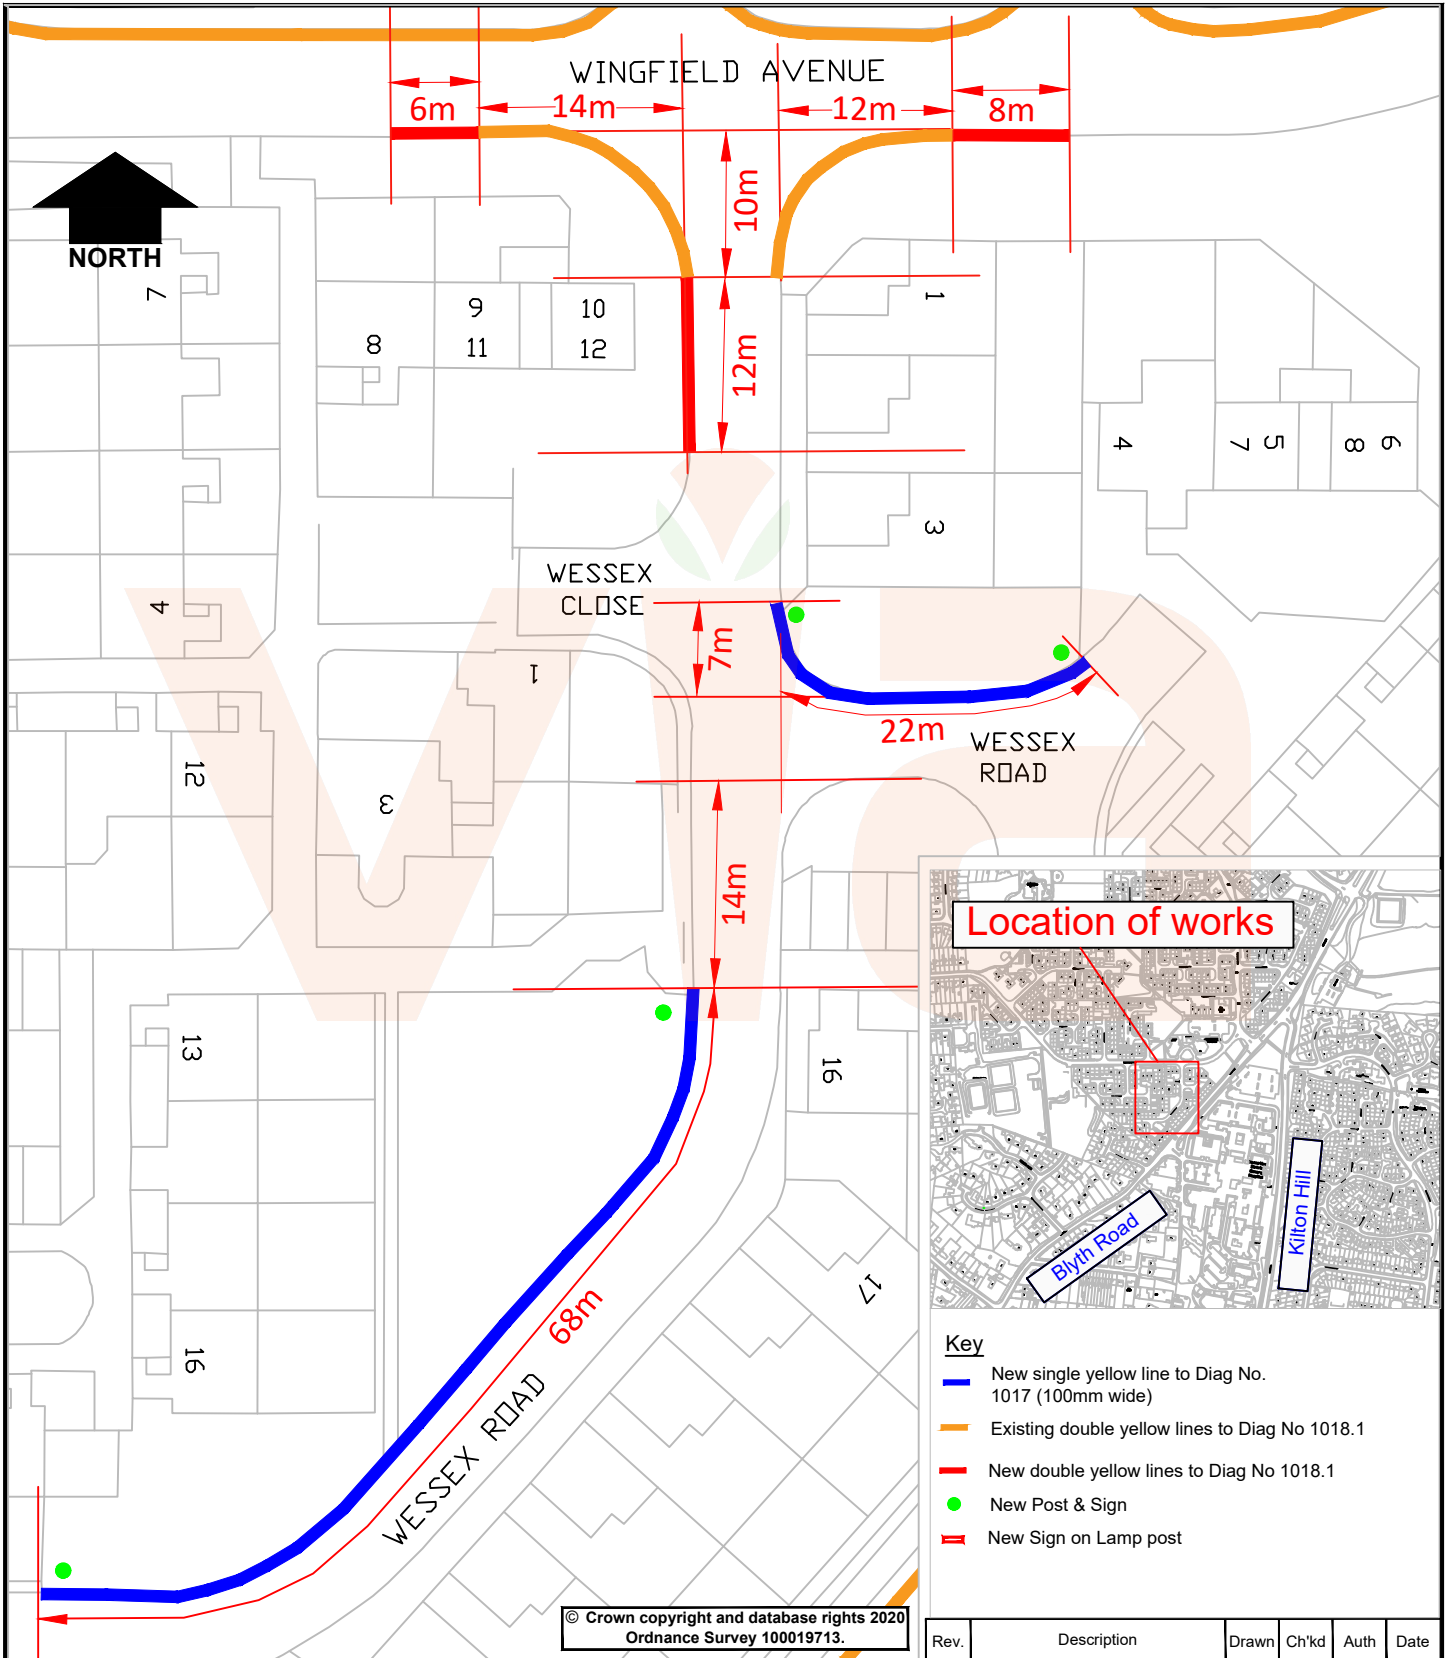 WINGFIELD AVENUE
6m
14m
12m
8m
10m
NORTH
7
9
10
8
11
12
1
12m
4
7
5
8
6
3
WESSEX
CLOSE
4
7m
1
22m
WESSEX
ROAD
12
3
14m
Location of works
13
16
Kilton Hill
Blyth Road
17
68m
16
WESSEX ROAD
Key
New single yellow line to Diag No.
1017 (100mm wide)
Existing double yellow lines to Diag No 1018.1
New double yellow lines to Diag No 1018.1
New Post & Sign
New Sign on Lamp post
© Crown copyright and database rights 2020
Ordnance Survey 100019713.
Rev. Description Drawn Ch'kd Auth Date
via